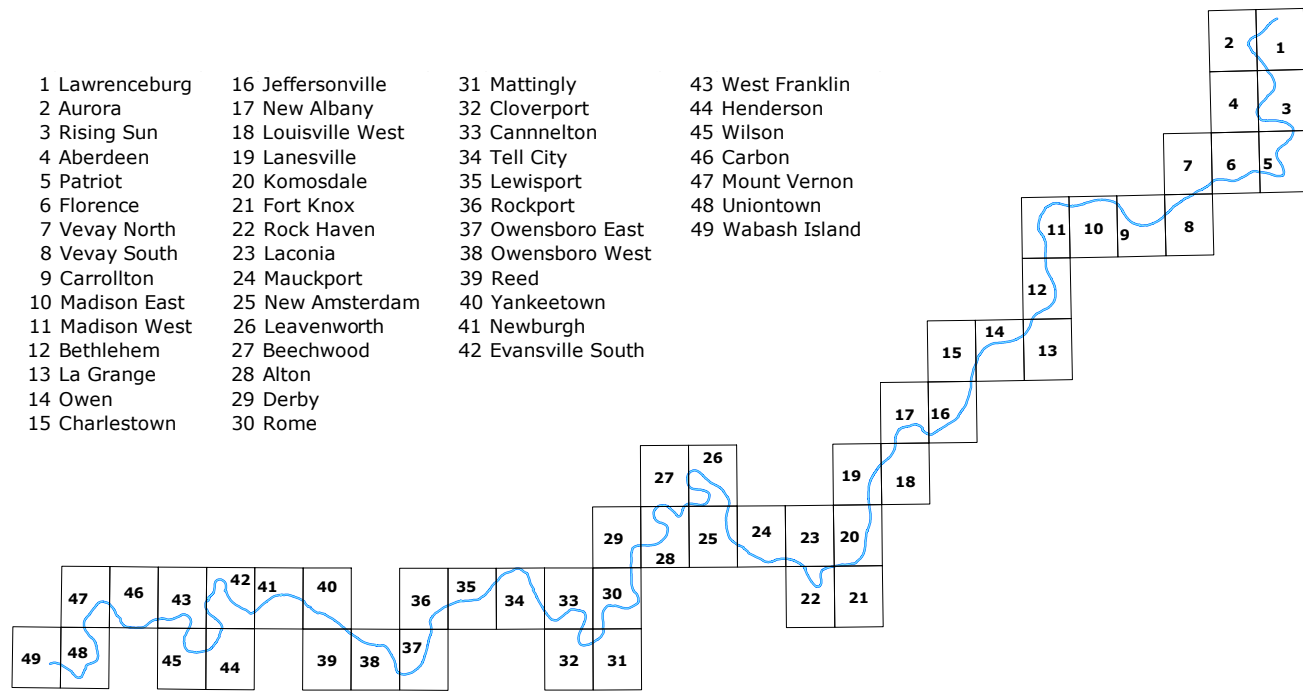 1 Lawrenceburg
2 Aurora
3 Rising Sun
4 Aberdeen
5 Patriot
6 Florence
7 Vevay North
8 Vevay South
9 Carrollton
10 Madison East
11 Madison West
12 Bethlehem
13 La Grange
14 Owen
15 Charlestown
16 Jeffersonville
17 New Albany
18 Louisville West
19 Lanesville
20 Komosdale
21 Fort Knox
22 Rock Haven
23 Laconia
24 Mauckport
25 New Amsterdam
26 Leavenworth
27 Beechwood
28 Alton
29 Derby
30 Rome
31 Mattingly
32 Cloverport
33 Cannnelton
34 Tell City
35 Lewisport
36 Rockport
37 Owensboro East
38 Owensboro West
39 Reed
40 Yankeetown
41 Newburgh
42 Evansville South
43 West Franklin
44 Henderson
45 Wilson
46 Carbon
47 Mount Vernon
48 Uniontown
49 Wabash Island
2
1
4
3
7
6
5
11
10
9
8
12
15
14
13
17
16
27
26
19
18
29
28
25
24
23
20
47
46
43
42
41
40
36
35
34
33
30
22
21
49
48
45
44
39
38
37
32
31